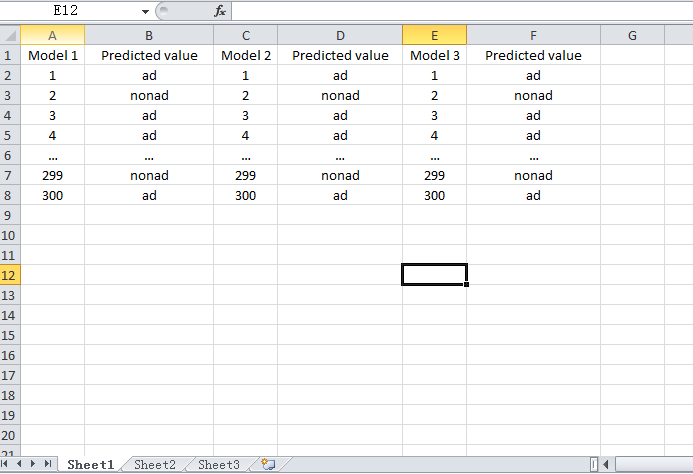 E12 fx
A B C D E F G
1 Model 1 Predicted value Model 2 Predicted value Model 3 Predicted value
2 1 ad 1 ad 1 ad
3 2 nonad 2 nonad 2 nonad
4 3 ad 3 ad 3 ad
5 4 ad 4 ad 4 ad
6 ... ... ... ... ... ...
7 299 nonad 299 nonad 299 nonad
8 300 ad 300 ad 300 ad
9
10
11
12
13
14
15
16
17
18
19
20
21
Sheet1 Sheet2 Sheet3